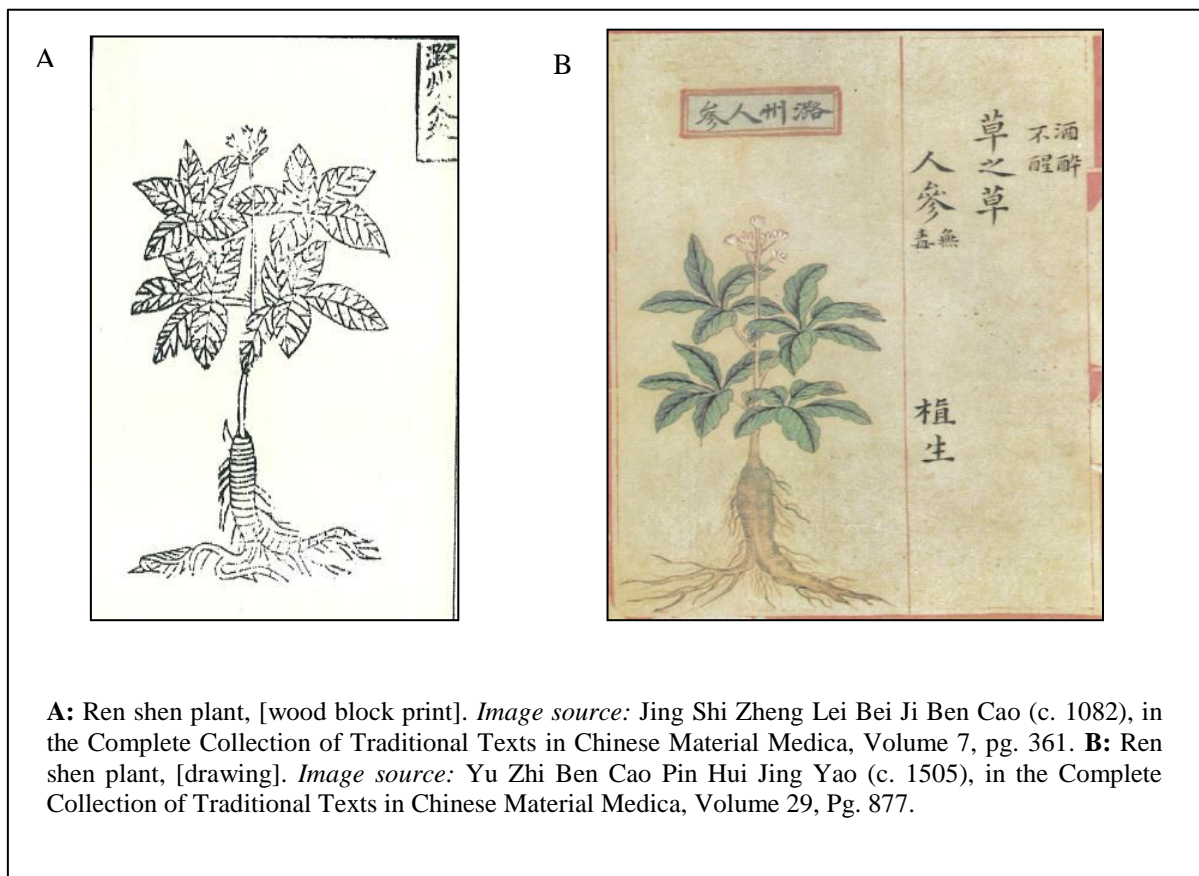 A
潞州人參
B
潞州人参
酒醉
不醒
草之草
人參
無
毒
植生
A: Ren shen plant, [wood block print]. Image source: Jing Shi Zheng Lei Bei Ji Ben Cao (c. 1082), in
the Complete Collection of Traditional Texts in Chinese Material Medica, Volume 7, pg. 361. B: Ren
shen plant, [drawing]. Image source: Yu Zhi Ben Cao Pin Hui Jing Yao (c. 1505), in the Complete
Collection of Traditional Texts in Chinese Material Medica, Volume 29, Pg. 877.